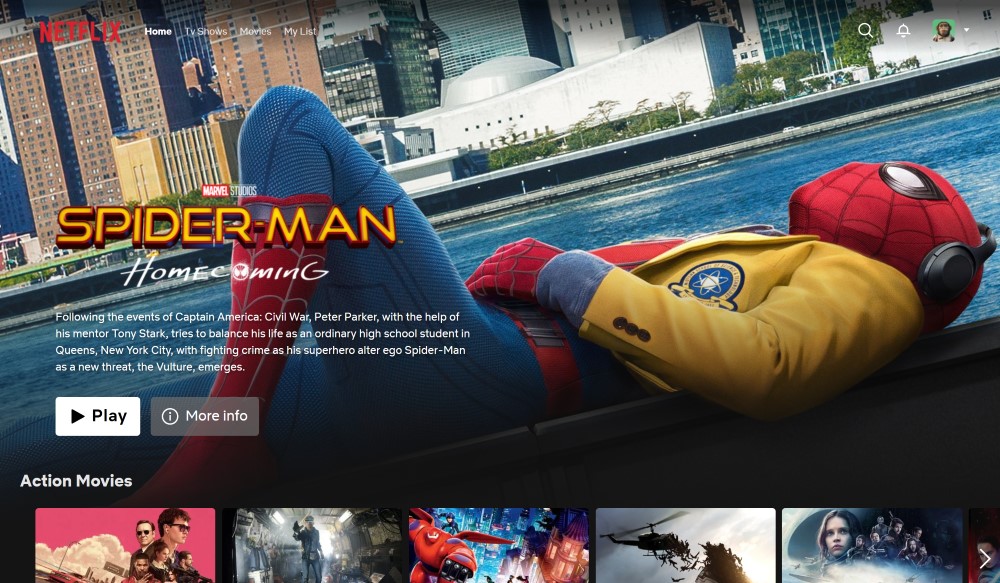 NETFLIX
Home Tv Shows Movies My List
MARVEL STUDIOS
SPIDER-MAN
HOMECOMING
Following the events of Captain America: Civil War, Peter Parker, with the help of
his mentor Tony Stark, tries to balance his life as an ordinary high school student in
Queens, New York City, with fighting crime as his superhero alter ego Spider-Man
as a new threat, the Vulture, emerges.
Play More info
Action Movies